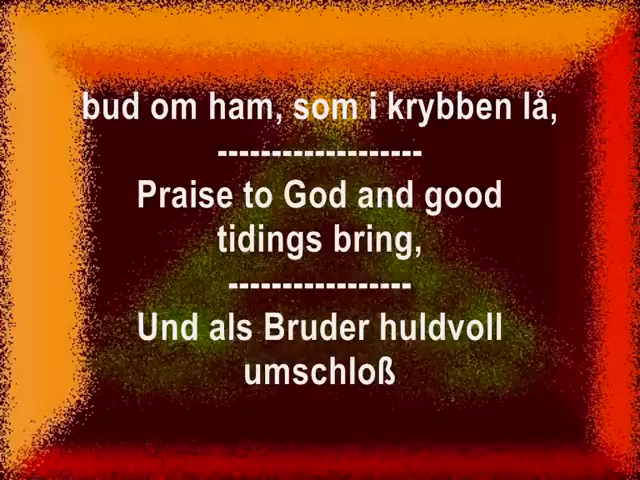 bud om ham, som i krybben lå,
-------------------
Praise to God and good
tidings bring,
-----------------
Und als Bruder huldvoll
umschloß